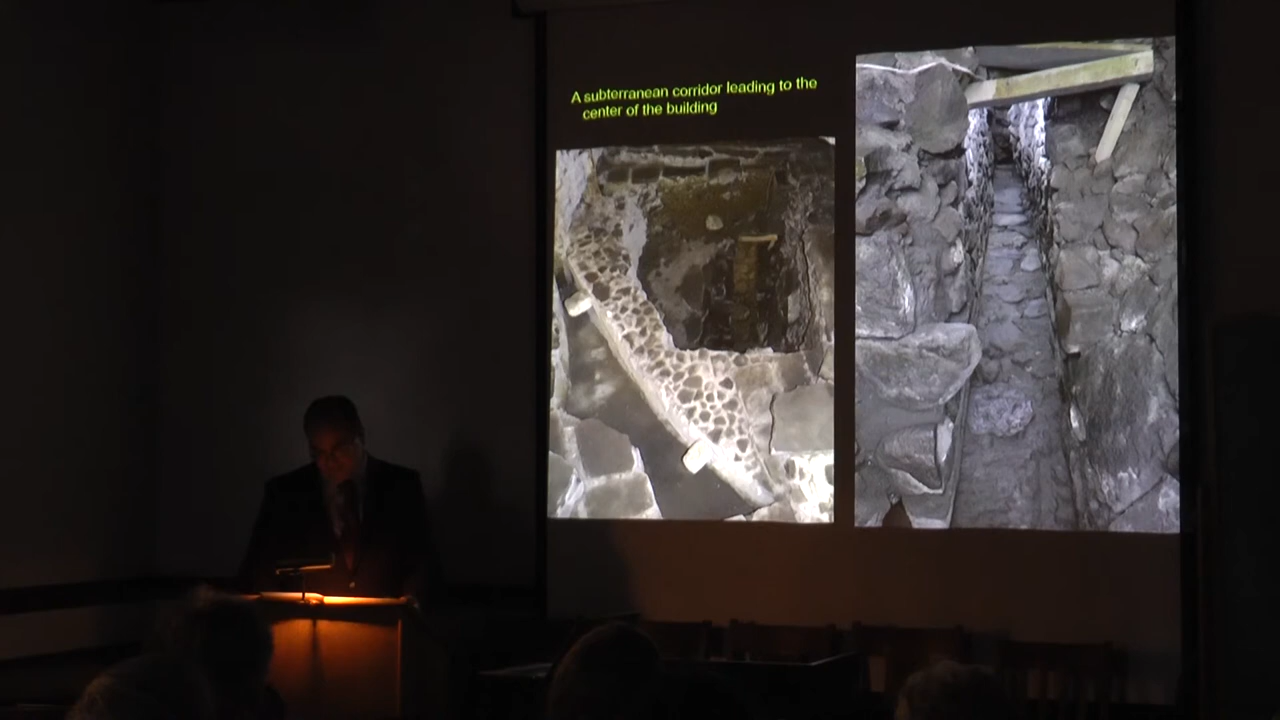 A subterranean corridor leading to the
center of the building